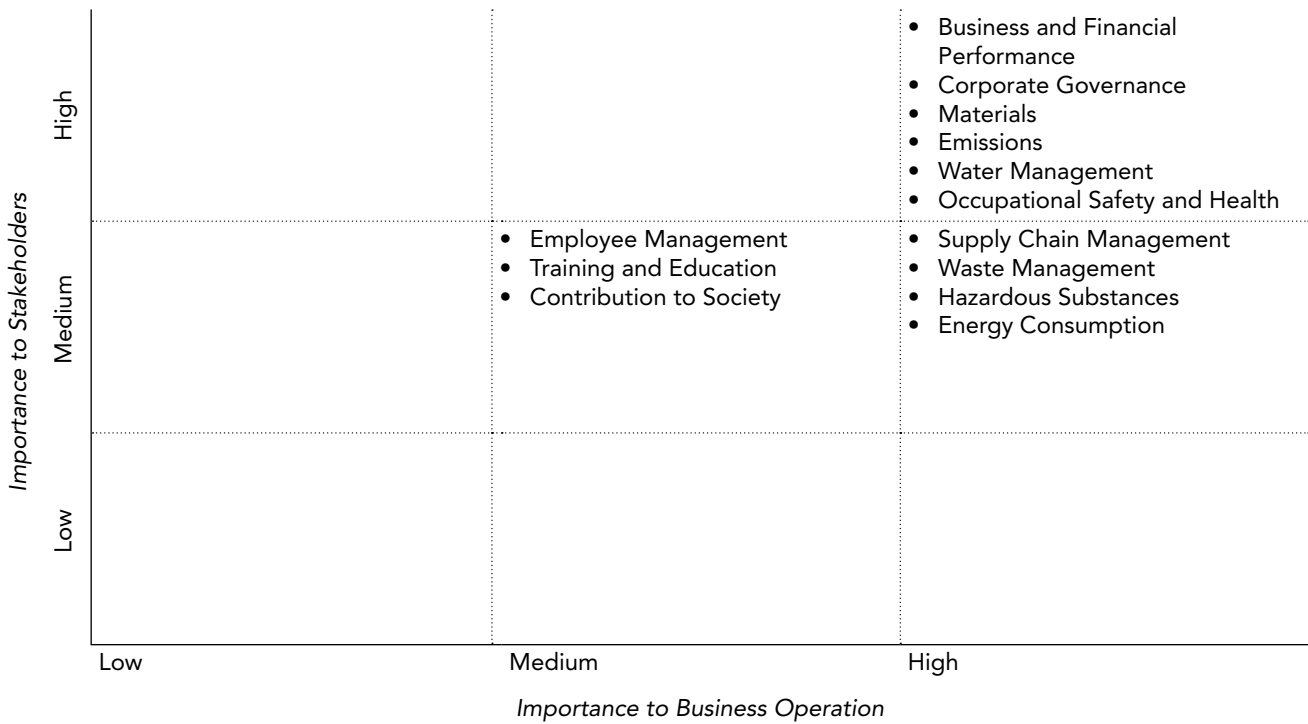 • Business and Financial
Performance
• Corporate Governance
• Materials
• Emissions
• Water Management
• Occupational Safety and Health
• Employee Management
• Training and Education
• Contribution to Society
• Supply Chain Management
• Waste Management
• Hazardous Substances
• Energy Consumption
Importance to Stakeholders
High
Medium
Low
Low
Medium
High
Importance to Business Operation